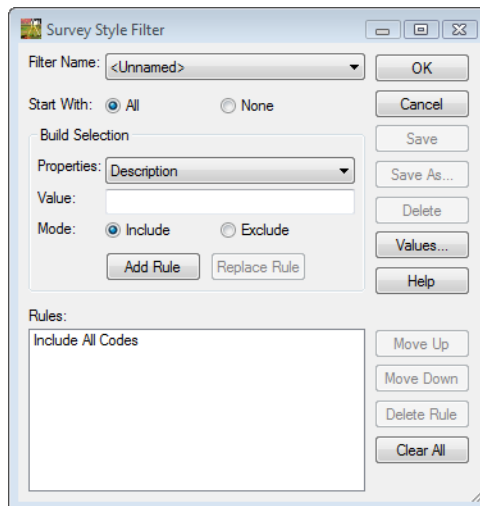 Survey Style Filter
Filter Name: <Unnamed> OK
Start With: All None Cancel
Build Selection Save
Properties: Description Save As...
Value: Delete
Mode: Include Exclude Values...
Add Rule Replace Rule Help
Rules:
Include All Codes Move Up
Move Down
Delete Rule
Clear All